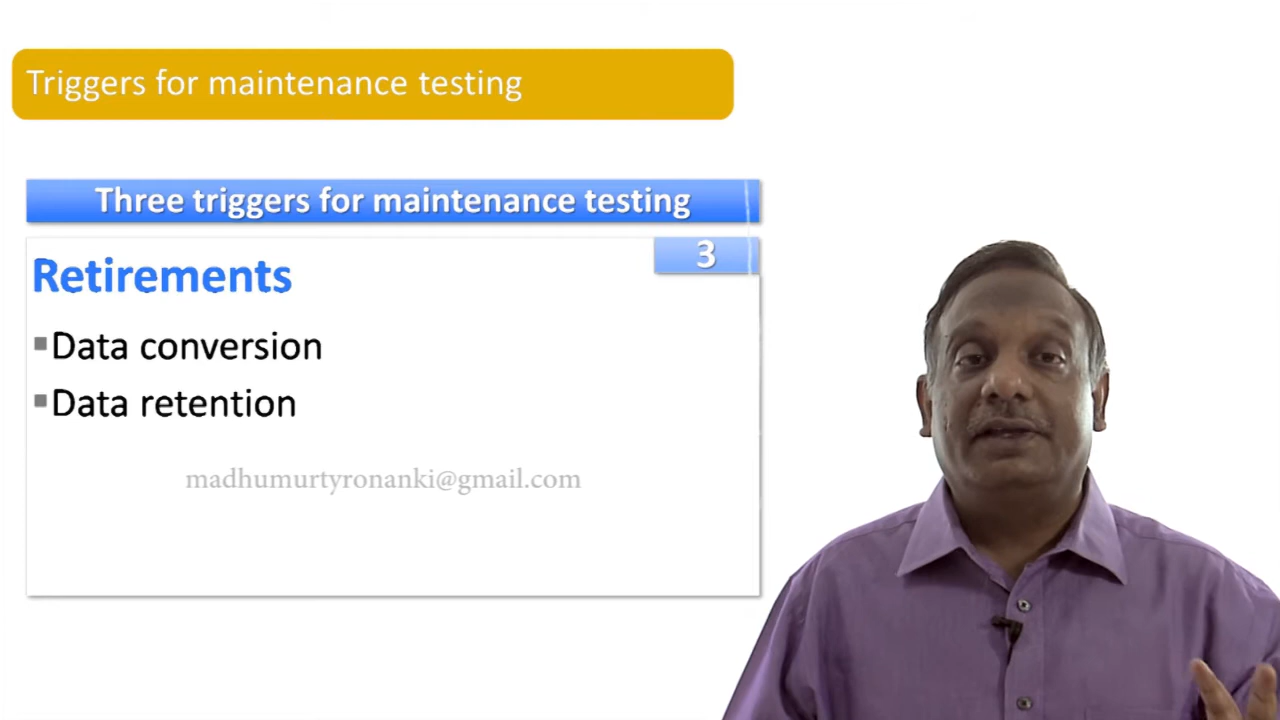 Triggers for maintenance testing
Three triggers for maintenance testing
3
Retirements
▪Data conversion
▪Data retention
madhumurtyronanki@gmail.com